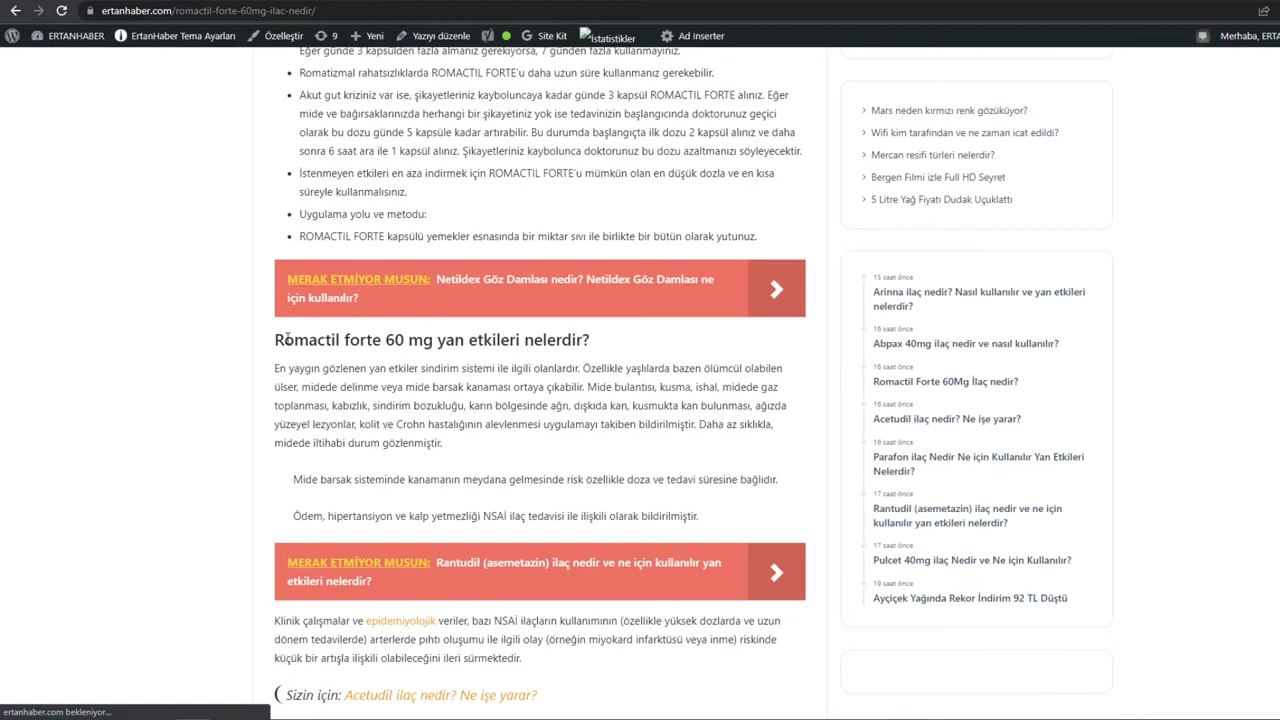 ertanhaber.com/romactil-forte-60mg-ilac-nedir/
ERTANHABER
ErtanHaber Tema Ayarları
Özelleştir
9
Yeni
Yazıyı düzenle
Site Kit
İstatistikler
Ad Inserter
Merhaba, ERTA
Eğer günde 3 kapsülden fazla almanız gerekiyorsa, 7 günden fazla kullanmayınız.
Romatizmal rahatsızlıklarda ROMACTIL FORTE'u daha uzun süre kullanmanız gerekebilir.
Akut gut kriziniz var ise, şikayetleriniz kayboluncaya kadar günde 3 kapsül ROMACTIL FORTE alınız. Eğer
mide ve bağırsaklarınızda herhangi bir şikayetiniz yok ise tedavinizin başlangıcında doktorunuz geçici
olarak bu dozu günde 5 kapsüle kadar artırabilir. Bu durumda başlangıçta ilk dozu 2 kapsül alınız ve daha
sonra 6 saat ara ile 1 kapsül alınız. Şikayetleriniz kaybolunca doktorunuz bu dozu azaltmanızı söyleyecektir.
İstenmeyen etkileri en aza indirmek için ROMACTIL FORTE'u mümkün olan en düşük dozla ve en kısa
süreyle kullanmalısınız.
Uygulama yolu ve metodu:
ROMACTIL FORTE kapsülü yemekler esnasında bir miktar sıvı ile birlikte bir bütün olarak yutunuz.
MERAK ETMİYOR MUSUN: Netildex Göz Damlası nedir? Netildex Göz Damlası ne
için kullanılır?
Romactil forte 60 mg yan etkileri nelerdir?
En yaygın gözlenen yan etkiler sindirim sistemi ile ilgili olanlardır. Özellikle yaşlılarda bazen ölümcül olabilen
ülser, midede delinme veya mide barsak kanaması ortaya çıkabilir. Mide bulantısı, kusma, ishal, midede gaz
toplanması, kabızlık, sindirim bozukluğu, karın bölgesinde ağrı, dışkıda kan, kusmukta kan bulunması, ağızda
yüzeyel lezyonlar, kolit ve Crohn hastalığının alevlenmesi uygulamayı takiben bildirilmiştir. Daha az sıklıkla,
midede iltihabi durum gözlenmiştir.
Mide barsak sisteminde kanamanın meydana gelmesinde risk özellikle doza ve tedavi süresine bağlıdır.
Ödem, hipertansiyon ve kalp yetmezliği NSAİ ilaç tedavisi ile ilişkili olarak bildirilmiştir.
MERAK ETMİYOR MUSUN: Rantudil (asemetazin) ilaç nedir ve ne için kullanılır yan
etkileri nelerdir?
Klinik çalışmalar ve epidemiyolojik veriler, bazı NSAİ ilaçların kullanımının (özellikle yüksek dozlarda ve uzun
dönem tedavilerde) arterlerde pıhtı oluşumu ile ilgili olay (örneğin miyokard infarktüsü veya inme) riskinde
küçük bir artışla ilişkili olabileceğini ileri sürmektedir.
Sizin için: Acetudil ilaç nedir? Ne işe yarar?
Mars neden kırmızı renk gözüküyor?
Wifi kim tarafından ve ne zaman icat edildi?
Mercan resifi türleri nelerdir?
Bergen Filmi izle Full HD Seyret
5 Litre Yağ Fiyatı Dudak Uçuklattı
15 saat önce
Arinna ilaç nedir? Nasıl kullanılır ve yan etkileri
nelerdir?
16 saat önce
Abpax 40mg ilaç nedir ve nasıl kullanılır?
16 saat önce
Romactil Forte 60Mg İlaç nedir?
16 saat önce
Acetudil ilaç nedir? Ne işe yarar?
16 saat önce
Parafon ilaç Nedir Ne için Kullanılır Yan Etkileri
Nelerdir?
17 saat önce
Rantudil (asemetazin) ilaç nedir ve ne için
kullanılır yan etkileri nelerdir?
17 saat önce
Pulcet 40mg ilaç Nedir ve Ne için Kullanılır?
19 saat önce
Ayçiçek Yağında Rekor İndirim 92 TL Düştü
ertanhaber.com bekleniyor...